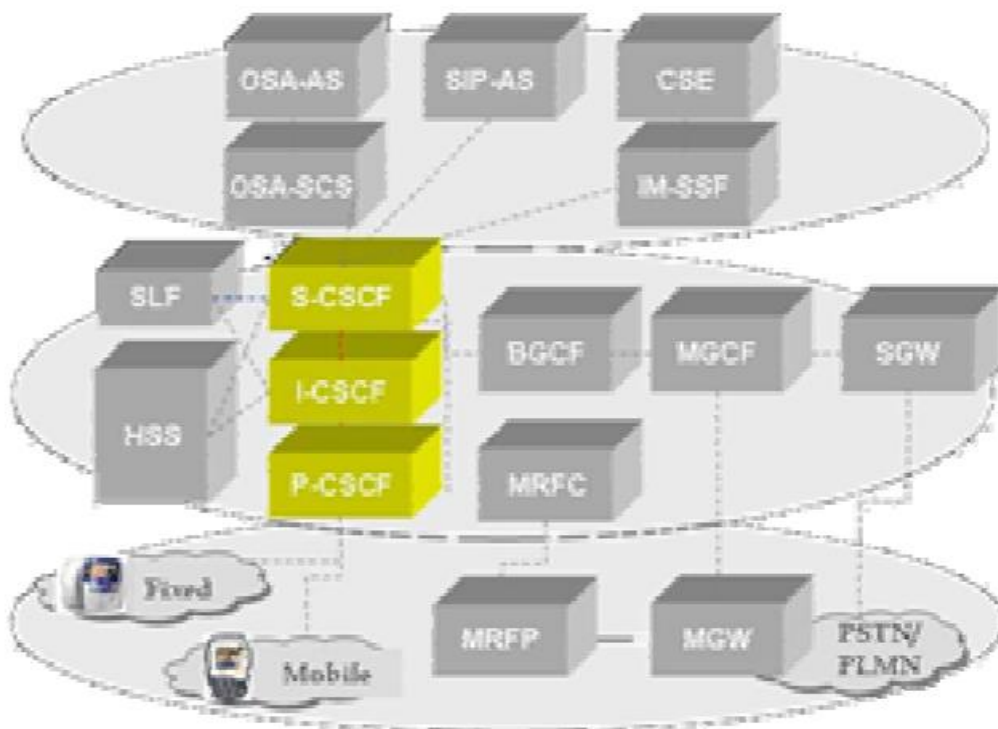 OSA-AS
SIP-AS
CSE
OSA-SCS
IM-SSF
SLF
S-CSCF
BGCF
MGCF
SGW
I-CSCF
HSS
P-CSCF
MRFC
Fixed
MRFP
MGW
PSTN/
PLMN
Mobile